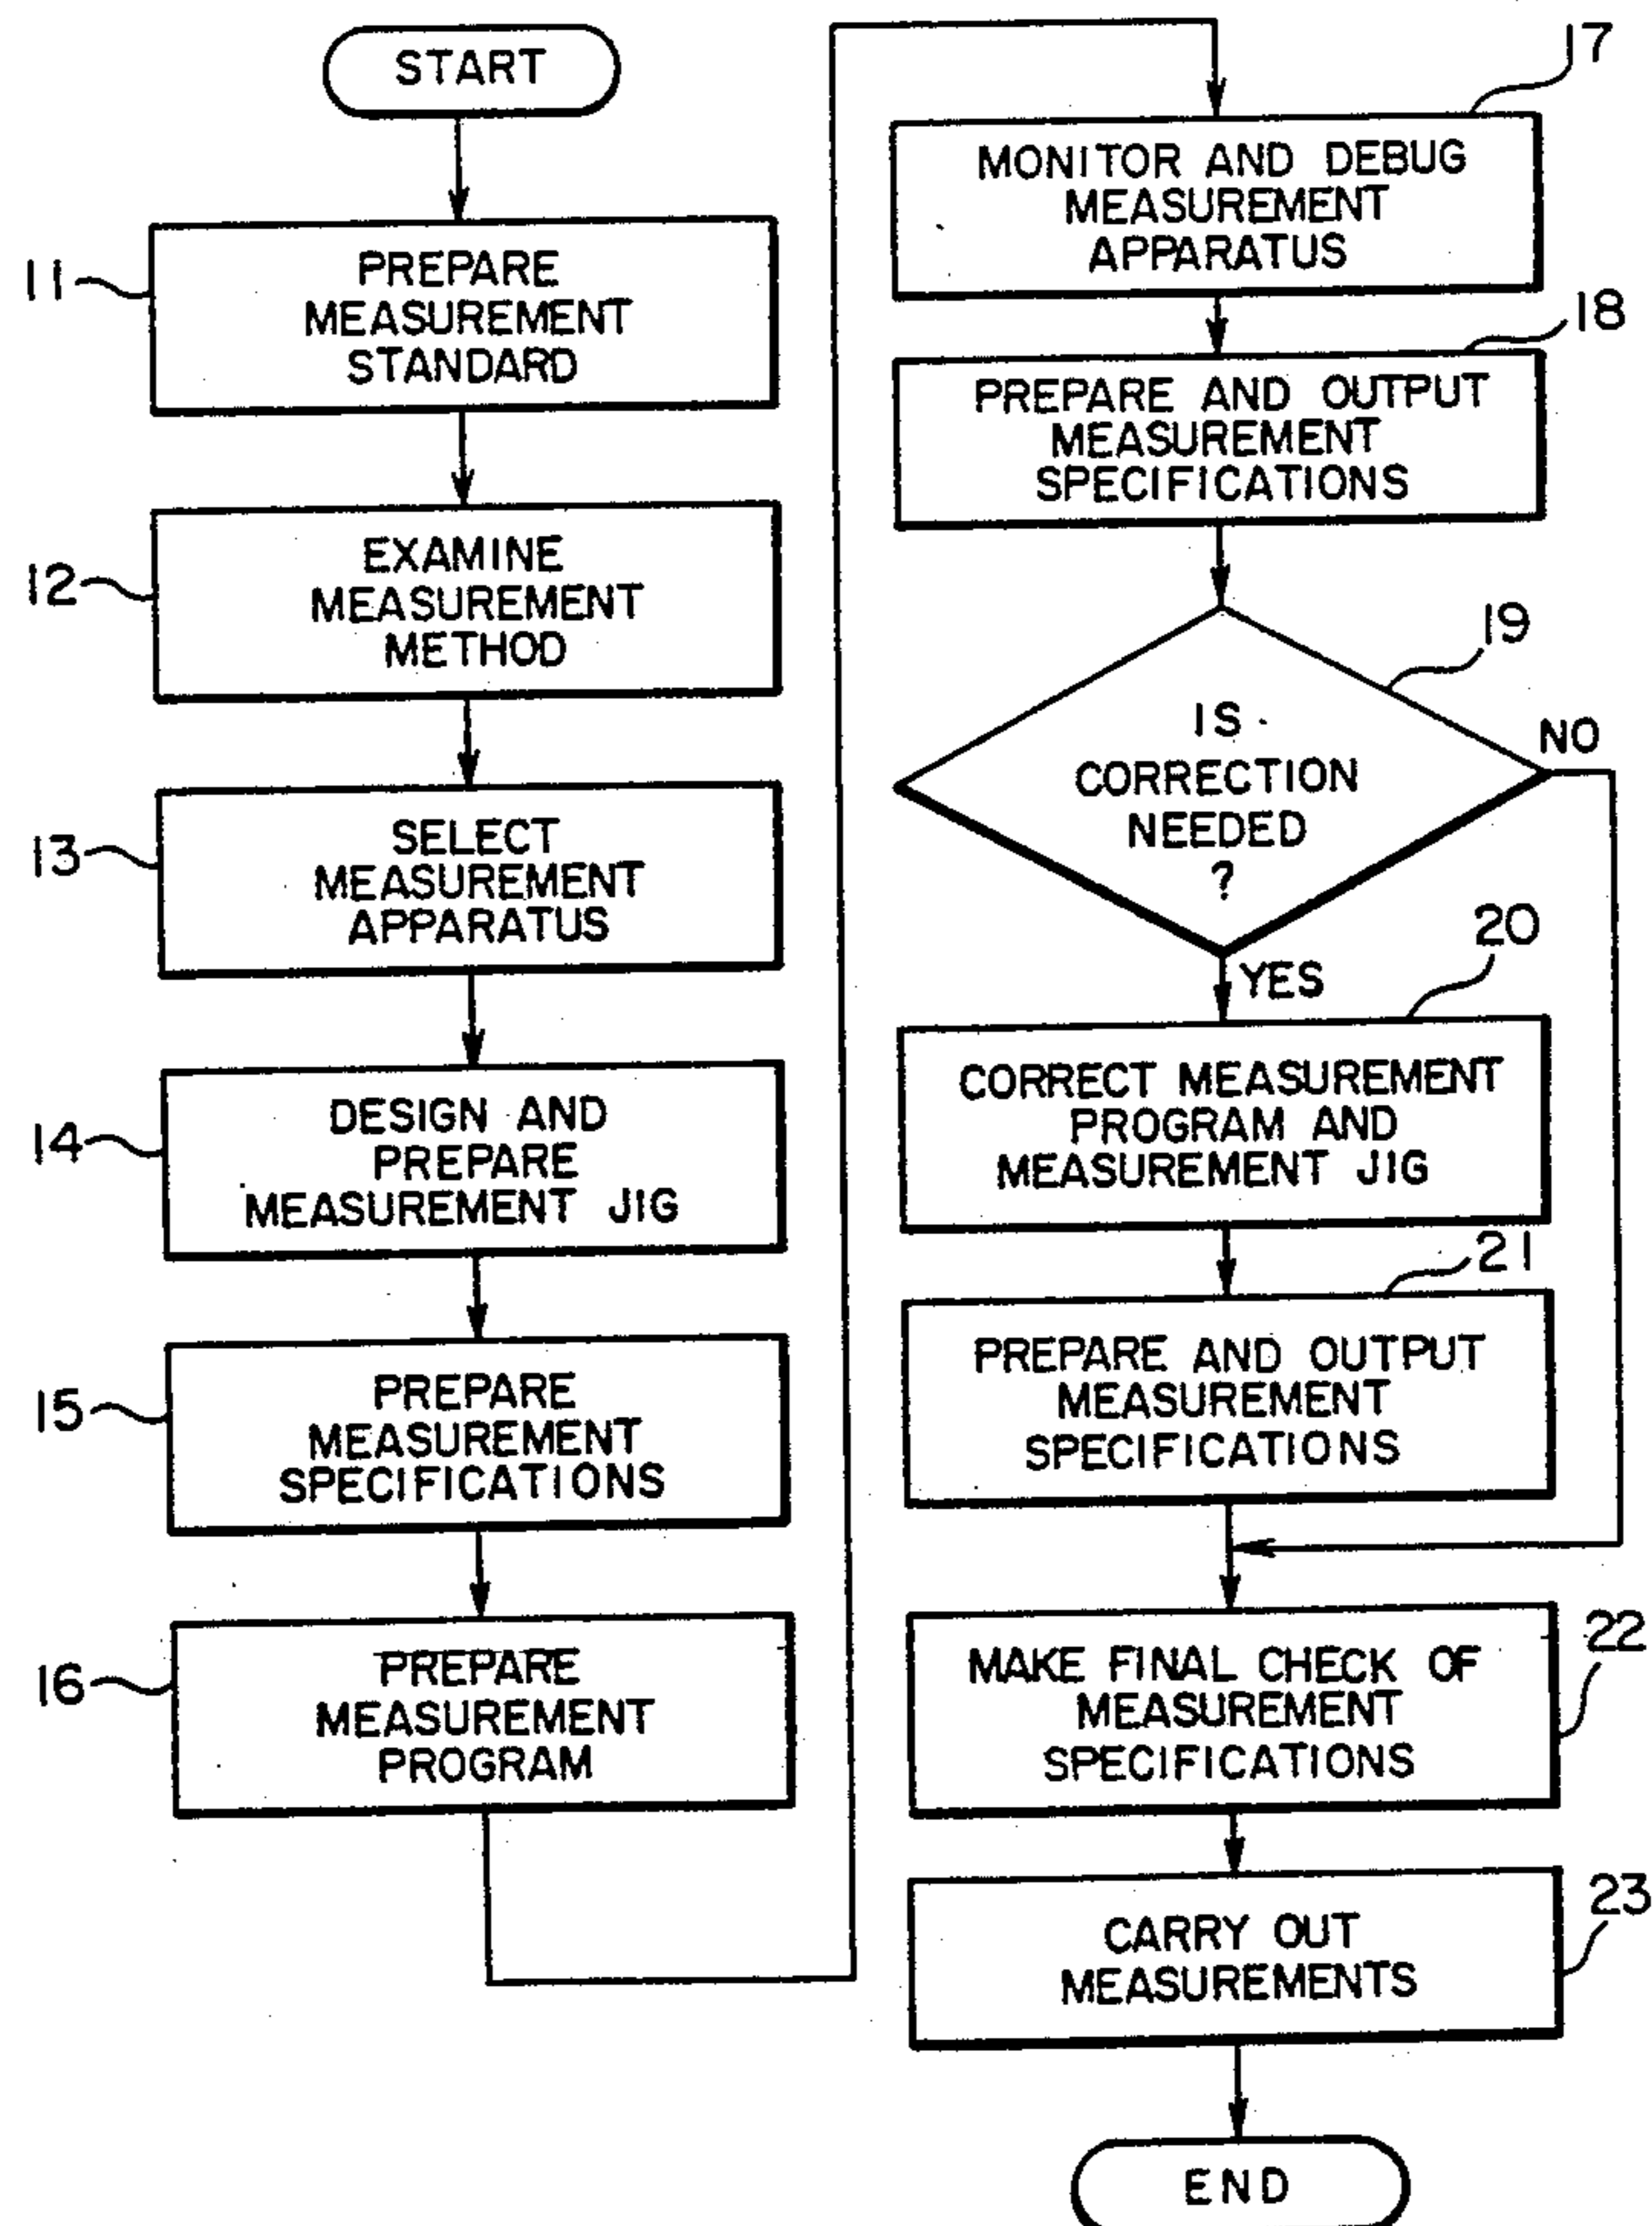 START
11
PREPARE
MEASUREMENT
STANDARD
12
EXAMINE
MEASUREMENT
METHOD
13
SELECT
MEASUREMENT
APPARATUS
14
DESIGN AND
PREPARE
MEASUREMENT JIG
15
PREPARE
MEASUREMENT
SPECIFICATIONS
16
PREPARE
MEASUREMENT
PROGRAM
17
MONITOR AND DEBUG
MEASUREMENT
APPARATUS
18
PREPARE AND OUTPUT
MEASUREMENT
SPECIFICATIONS
19
IS
CORRECTION
NEEDED
?
NO
YES
20
CORRECT MEASUREMENT
PROGRAM AND
MEASUREMENT JIG
21
PREPARE AND OUTPUT
MEASUREMENT
SPECIFICATIONS
22
MAKE FINAL CHECK OF
MEASUREMENT
SPECIFICATIONS
23
CARRY OUT
MEASUREMENTS
END